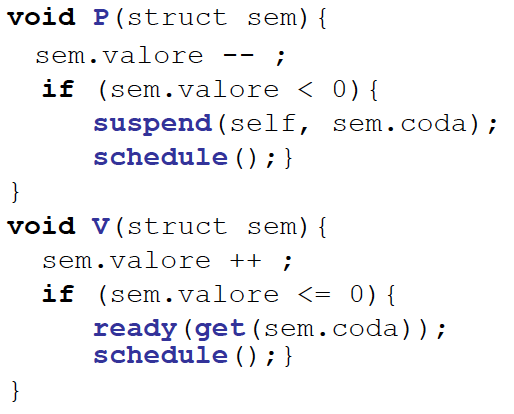 void P(struct sem){
sem.valore -- ;
if (sem.valore < 0){
suspend(self, sem.coda);
schedule();}
}
void V(struct sem){
sem.valore ++ ;
if (sem.valore <= 0){
ready(get(sem.coda));
schedule();}
}